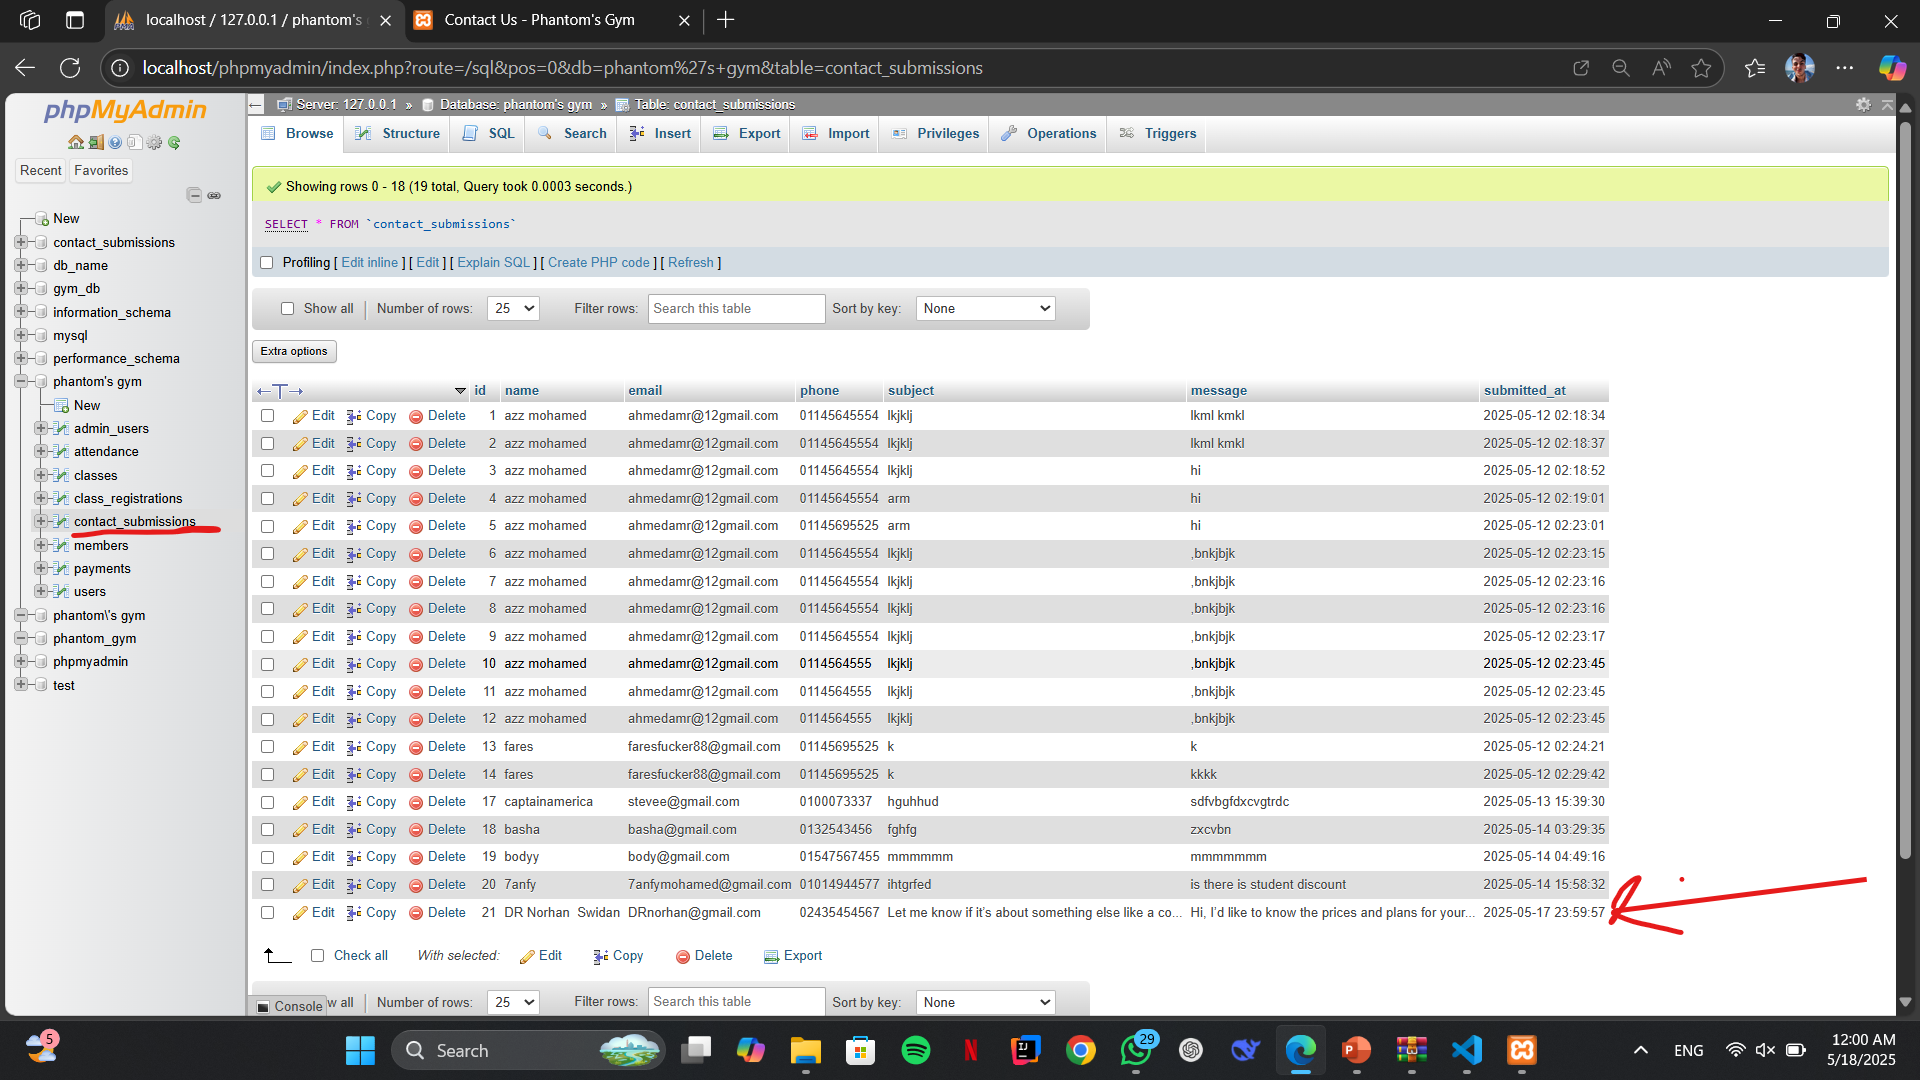 localhost / 127.0.0.1 / phantom's g
Contact Us - Phantom's Gym
localhost/phpmyadmin/index.php?route=/sql&pos=0&db=phantom%27s+gym&table=contact_submissions
phpMyAdmin
Recent Favorites
New
contact_submissions
db_name
gym_db
information_schema
mysql
performance_schema
phantom's gym
New
admin_users
attendance
classes
class_registrations
contact_submissions
members
payments
users
phantom\'s gym
phantom_gym
phpmyadmin
test
Server: 127.0.0.1 » Database: phantom's gym » Table: contact_submissions
Browse Structure SQL Search Insert Export Import Privileges Operations Triggers
Showing rows 0 - 18 (19 total, Query took 0.0003 seconds.)
SELECT * FROM `contact_submissions`
Profiling [ Edit inline ] [ Edit ] [ Explain SQL ] [ Create PHP code ] [ Refresh ]
Show all Number of rows: 25 Filter rows: Search this table Sort by key: None
Extra options
id name email phone subject message submitted_at
Edit Copy Delete 1 azz mohamed ahmedamr@12gmail.com 01145645554 lkjklj lkml kmkl 2025-05-12 02:18:34
Edit Copy Delete 2 azz mohamed ahmedamr@12gmail.com 01145645554 lkjklj lkml kmkl 2025-05-12 02:18:37
Edit Copy Delete 3 azz mohamed ahmedamr@12gmail.com 01145645554 lkjklj hi 2025-05-12 02:18:52
Edit Copy Delete 4 azz mohamed ahmedamr@12gmail.com 01145645554 arm hi 2025-05-12 02:19:01
Edit Copy Delete 5 azz mohamed ahmedamr@12gmail.com 01145695525 arm hi 2025-05-12 02:23:01
Edit Copy Delete 6 azz mohamed ahmedamr@12gmail.com 01145645554 lkjklj ,bnkjbjk 2025-05-12 02:23:15
Edit Copy Delete 7 azz mohamed ahmedamr@12gmail.com 01145645554 lkjklj ,bnkjbjk 2025-05-12 02:23:16
Edit Copy Delete 8 azz mohamed ahmedamr@12gmail.com 01145645554 lkjklj ,bnkjbjk 2025-05-12 02:23:16
Edit Copy Delete 9 azz mohamed ahmedamr@12gmail.com 01145645554 lkjklj ,bnkjbjk 2025-05-12 02:23:17
Edit Copy Delete 10 azz mohamed ahmedamr@12gmail.com 0114564555 lkjklj ,bnkjbjk 2025-05-12 02:23:45
Edit Copy Delete 11 azz mohamed ahmedamr@12gmail.com 0114564555 lkjklj ,bnkjbjk 2025-05-12 02:23:45
Edit Copy Delete 12 azz mohamed ahmedamr@12gmail.com 0114564555 lkjklj ,bnkjbjk 2025-05-12 02:23:45
Edit Copy Delete 13 fares faresfucker88@gmail.com 01145695525 k k 2025-05-12 02:24:21
Edit Copy Delete 14 fares faresfucker88@gmail.com 01145695525 k kkkk 2025-05-12 02:29:42
Edit Copy Delete 17 captainamerica stevee@gmail.com 0100073337 hguhhud sdfvbgfdxcvgtrdc 2025-05-13 15:39:30
Edit Copy Delete 18 basha basha@gmail.com 0132543456 fghfg zxcvbn 2025-05-14 03:29:35
Edit Copy Delete 19 bodyy body@gmail.com 01547567455 mmmmmm mmmmmmm 2025-05-14 04:49:16
Edit Copy Delete 20 7anfy 7anfymohamed@gmail.com 01014944577 ihtgrfed is there is student discount 2025-05-14 15:58:32
Edit Copy Delete 21 DR Norhan Swidan DRnorhan@gmail.com 02435454567 Let me know if it's about something else like a co... Hi, I'd like to know the prices and plans for your... 2025-05-17 23:59:57
Check all With selected: Edit Copy Delete Export
Console w all Number of rows: 25 Filter rows: Search this table Sort by key: None
5
Search
29
ENG
12:00 AM
5/18/2025